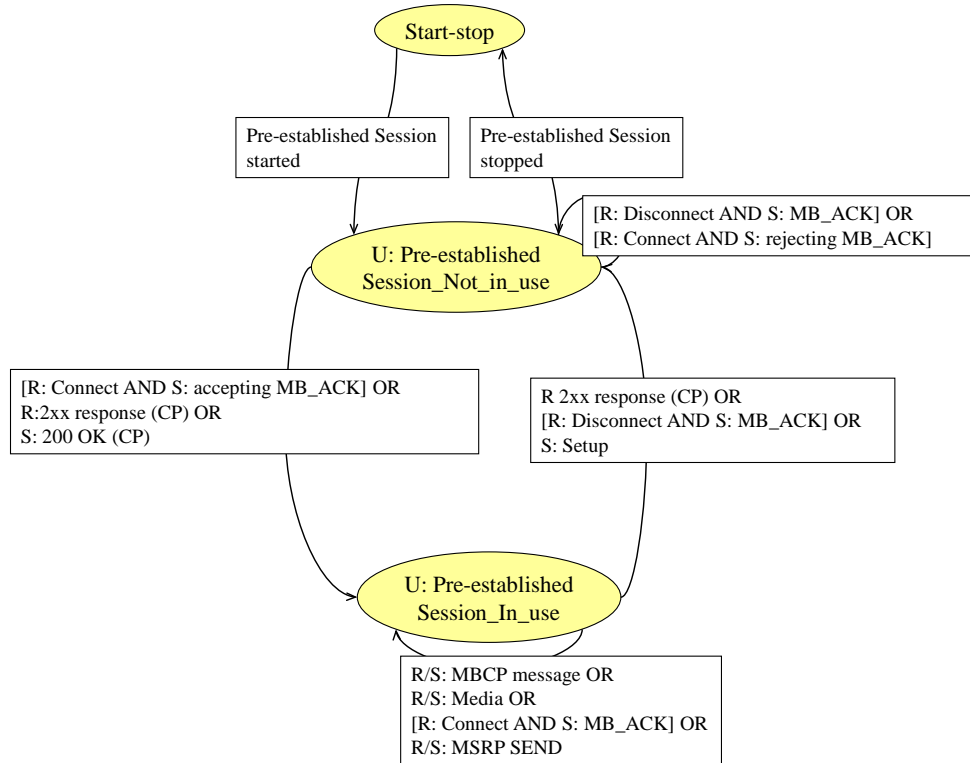 Start-stop
Pre-established Session
started
Pre-established Session
stopped
[R: Disconnect AND S: MB_ACK] OR
[R: Connect AND S: rejecting MB_ACK]
U: Pre-established
Session_Not_in_use
[R: Connect AND S: accepting MB_ACK] OR
R:2xx response (CP) OR
S: 200 OK (CP)
R 2xx response (CP) OR
[R: Disconnect AND S: MB_ACK] OR
S: Setup
U: Pre-established
Session_In_use
R/S: MBCP message OR
R/S: Media OR
[R: Connect AND S: MB_ACK] OR
R/S: MSRP SEND